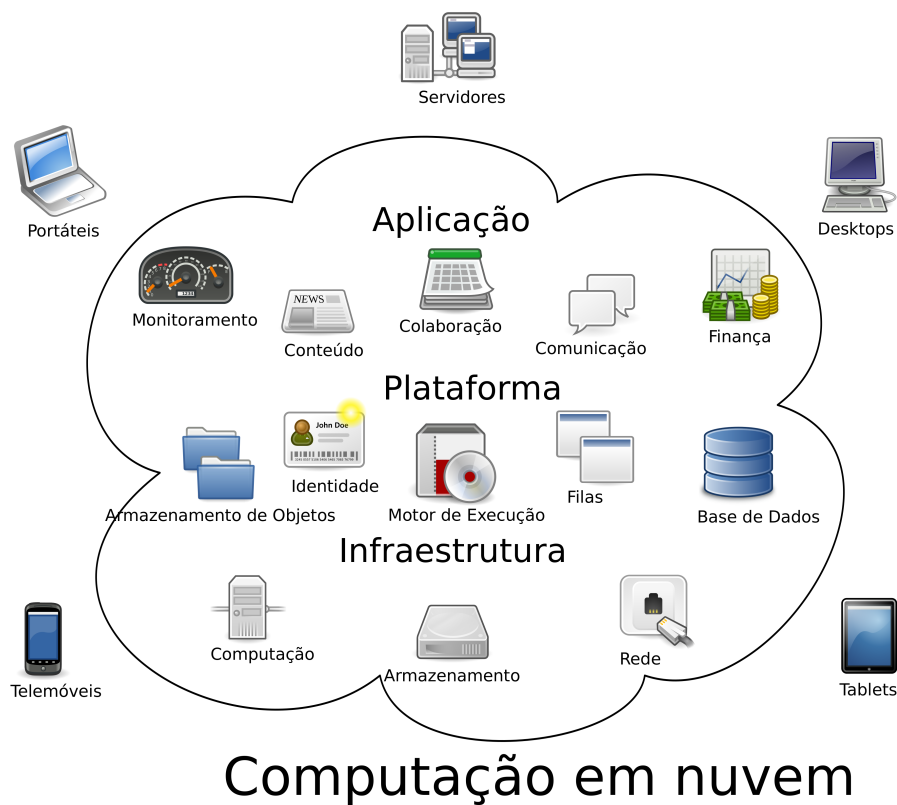 Servidores
Portáteis
Desktops
Aplicação
Monitoramento
NEWS
Conteúdo
Colaboração
Comunicação
Finança
Plataforma
John Doe
Identidade
Armazenamento de Objetos
Motor de Execução
Filas
Base de Dados
Infraestrutura
Computação
Armazenamento
Rede
Telemóveis
Tablets
Computação em nuvem